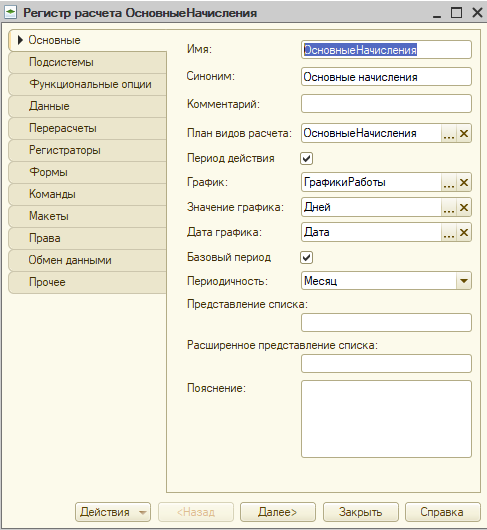 Регистр расчета ОсновныеНачисления
Основные
Подсистемы
Функциональные опции
Данные
Перерасчеты
Регистраторы
Формы
Команды
Макеты
Права
Обмен данными
Прочее
Имя: ОсновныеНачисления
Синоним: Основные начисления
Комментарий:
План видов расчета: ОсновныеНачисления ...
Период действия
График: ГрафикиРаботы ...
Значение графика: Дней ...
Дата графика: Дата ...
Базовый период
Периодичность: Месяц
Представление списка:
Расширенное представление списка:
Пояснение:
Действия <Назад Далее> Закрыть Справка